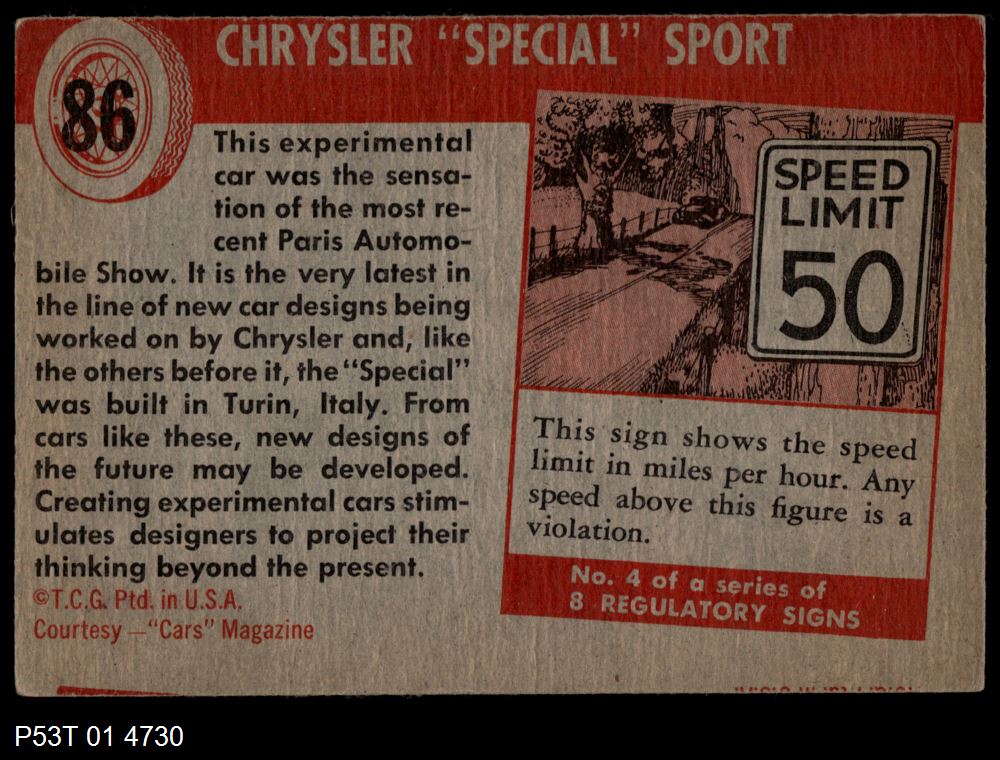 CHRYSLER "SPECIAL" SPORT
86
This experimental
car was the sensa-
tion of the most re-
cent Paris Automo-
bile Show. It is the very latest in
the line of new car designs being
worked on by Chrysler and, like
the others before it, the "Special"
was built in Turin, Italy. From
cars like these, new designs of
the future may be developed.
Creating experimental cars stim-
ulates designers to project their
thinking beyond the present.
©T.C.G. Ptd. in U.S.A.
Courtesy—"Cars" Magazine
SPEED
LIMIT
50
This sign shows the speed
limit in miles per hour. Any
speed above this figure is a
violation.
No. 4 of a series of
8 REGULATORY SIGNS
P53T 01 4730